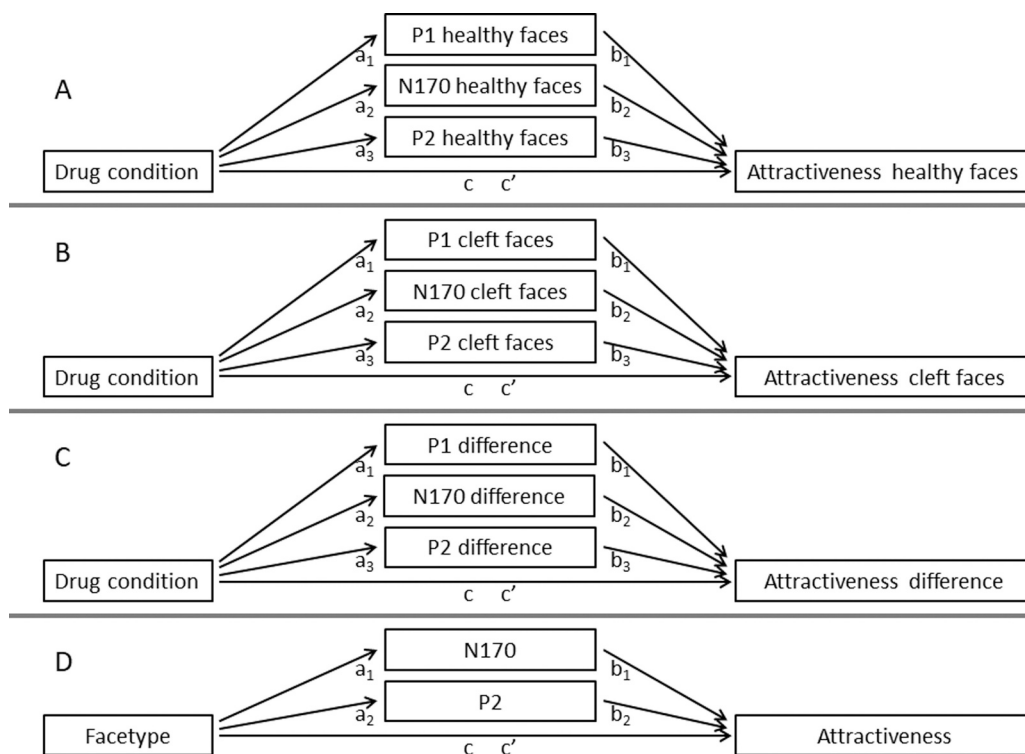 A
P1 healthy faces
a₁
b₁
N170 healthy faces
a₂
b₂
P2 healthy faces
a₃
b₃
Drug condition
Attractiveness healthy faces
c c’
B
P1 cleft faces
a₁
b₁
N170 cleft faces
a₂
b₂
P2 cleft faces
a₃
b₃
Drug condition
Attractiveness cleft faces
c c’
C
P1 difference
a₁
b₁
N170 difference
a₂
b₂
P2 difference
a₃
b₃
Drug condition
Attractiveness difference
c c’
D
N170
a₁
b₁
P2
a₂
b₂
Facetype
Attractiveness
c c’